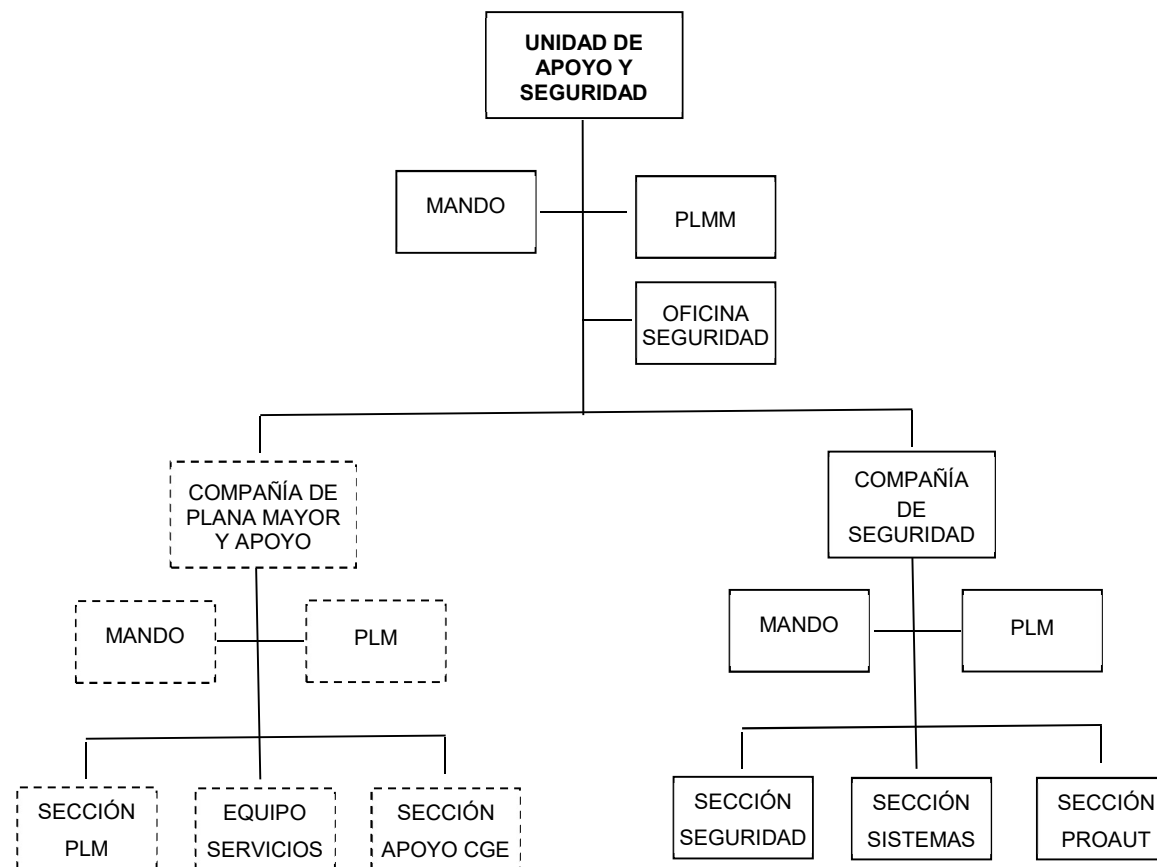 UNIDAD DE
APOYO Y
SEGURIDAD
MANDO
PLMM
OFICINA
SEGURIDAD
COMPAÑÍA DE
PLANA MAYOR
Y APOYO
COMPAÑÍA
DE
SEGURIDAD
MANDO
PLM
MANDO
PLM
SECCIÓN
PLM
EQUIPO
SERVICIOS
SECCIÓN
APOYO CGE
SECCIÓN
SEGURIDAD
SECCIÓN
SISTEMAS
SECCIÓN
PROAUT